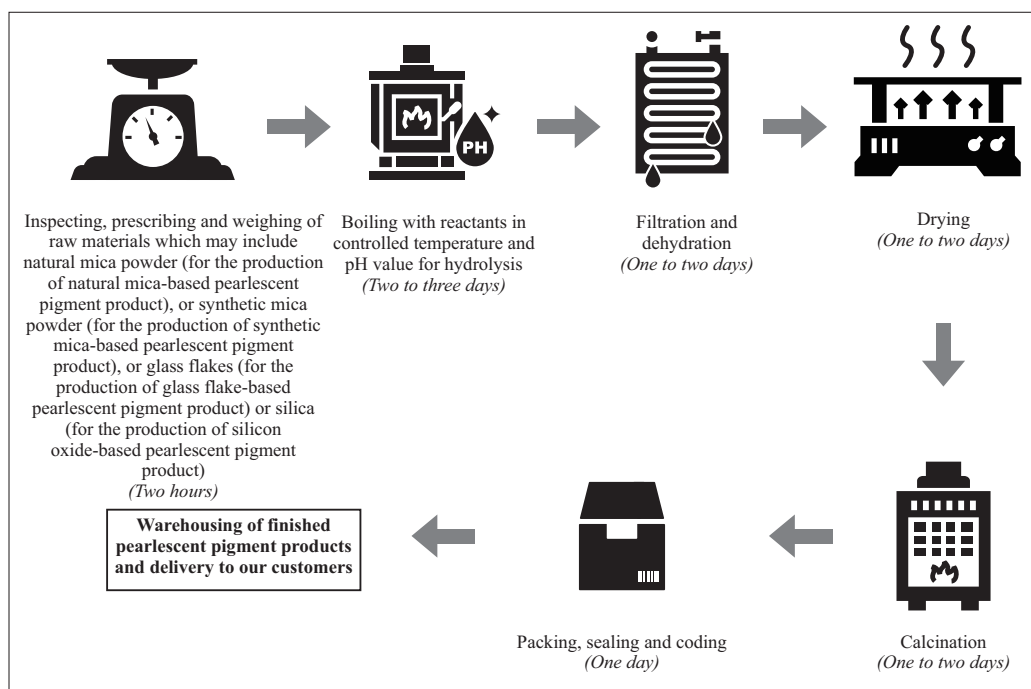 PH
Inspecting, prescribing and weighing of
raw materials which may include
natural mica powder (for the production
of natural mica-based pearlescent
pigment product), or synthetic mica
powder (for the production of synthetic
mica-based pearlescent pigment
product), or glass flakes (for the
production of glass flake-based
pearlescent pigment product) or silica
(for the production of silicon
oxide-based pearlescent pigment
product)
(Two hours)
Boiling with reactants in
controlled temperature and
pH value for hydrolysis
(Two to three days)
Filtration and
dehydration
(One to two days)
Drying
(One to two days)
Calcination
(One to two days)
Packing, sealing and coding
(One day)
Warehousing of finished
pearlescent pigment products
and delivery to our customers